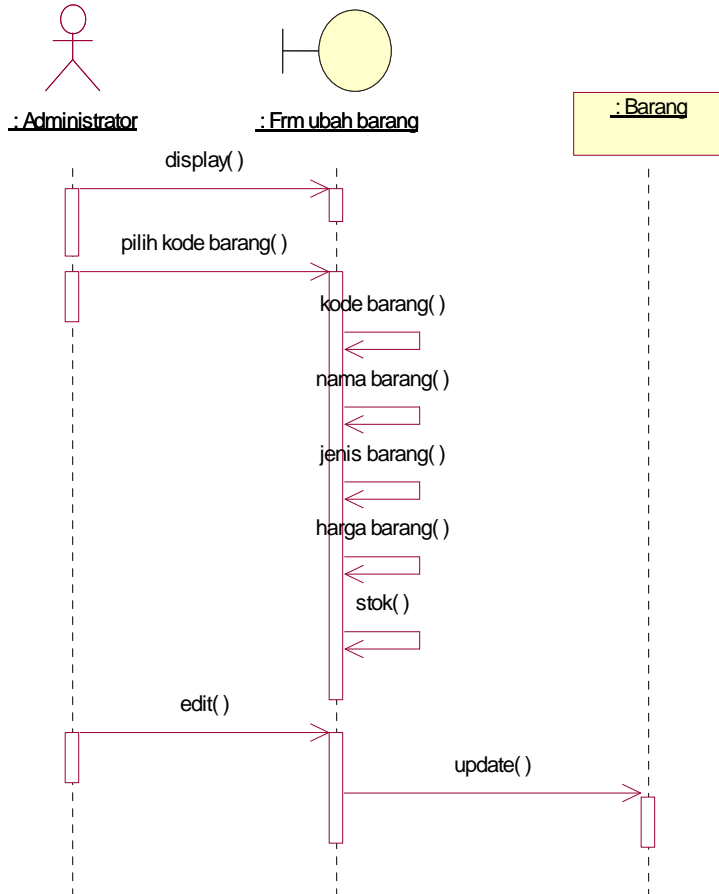 : Barang
: Administrator
: Frm ubah barang
display( )
pilih kode barang( )
kode barang( )
nama barang( )
jenis barang( )
harga barang( )
stok( )
edit( )
update( )